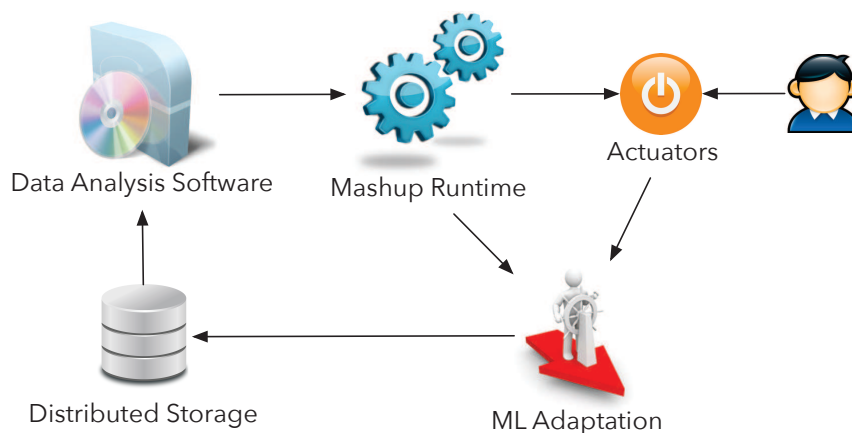 Actuators
Data Analysis Software
Mashup Runtime
Distributed Storage
ML Adaptation